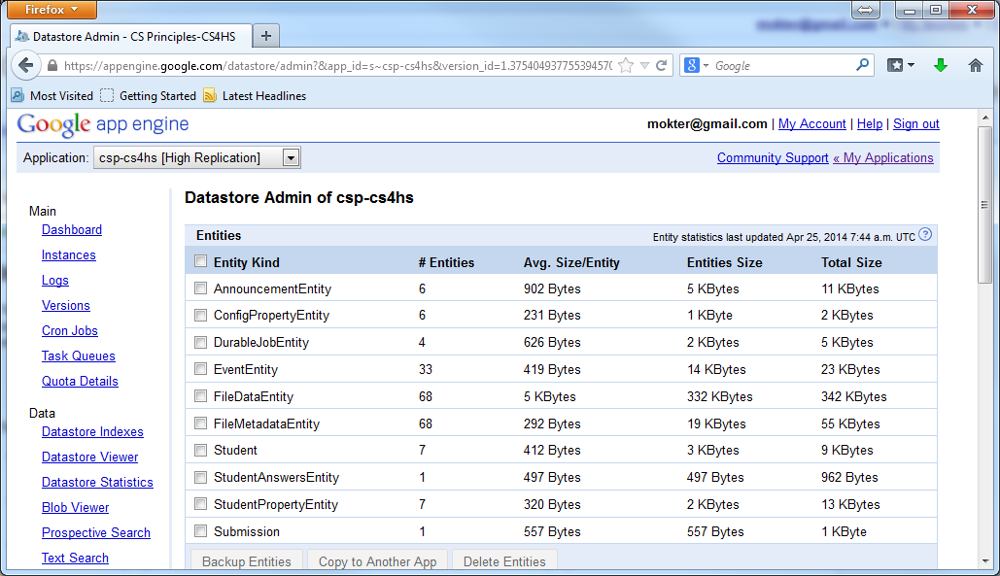 Firefox
Datastore Admin - CS Principles-CS4HS
https://appengine.google.com/datastore/admin?&app_id=s~csp-cs4hs&version_id=1.37540493775539457
Google
Most Visited Getting Started Latest Headlines
Google app engine
mokter@gmail.com | My Account | Help | Sign out
Application: csp-cs4hs [High Replication]
Community Support « My Applications
Main
Dashboard
Instances
Logs
Versions
Cron Jobs
Task Queues
Quota Details
Data
Datastore Indexes
Datastore Viewer
Datastore Statistics
Blob Viewer
Prospective Search
Text Search
Datastore Admin of csp-cs4hs
Entities Entity statistics last updated Apr 25, 2014 7:44 a.m. UTC ?
Entity Kind # Entities Avg. Size/Entity Entities Size Total Size
AnnouncementEntity 6 902 Bytes 5 KBytes 11 KBytes
ConfigPropertyEntity 6 231 Bytes 1 KByte 2 KBytes
DurableJobEntity 4 626 Bytes 2 KBytes 5 KBytes
EventEntity 33 419 Bytes 14 KBytes 23 KBytes
FileDataEntity 68 5 KBytes 332 KBytes 342 KBytes
FileMetadataEntity 68 292 Bytes 19 KBytes 55 KBytes
Student 7 412 Bytes 3 KBytes 9 KBytes
StudentAnswersEntity 1 497 Bytes 497 Bytes 962 Bytes
StudentPropertyEntity 7 320 Bytes 2 KBytes 13 KBytes
Submission 1 557 Bytes 557 Bytes 1 KByte
Backup Entities Copy to Another App Delete Entities